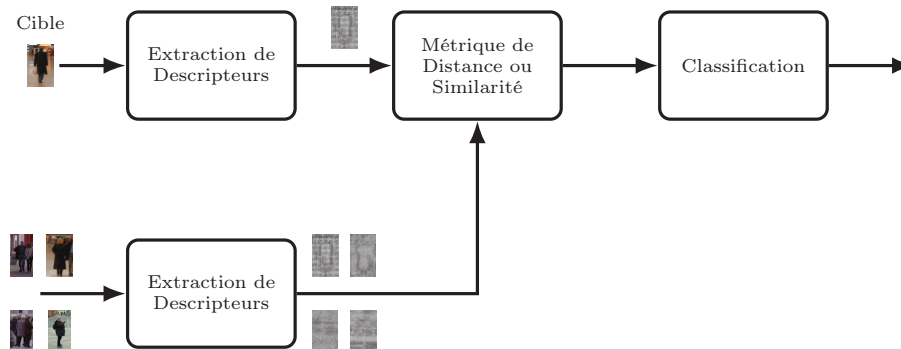 Cible
Extraction de
Descripteurs
Métrique de
Distance ou
Similarité
Classification
Extraction de
Descripteurs